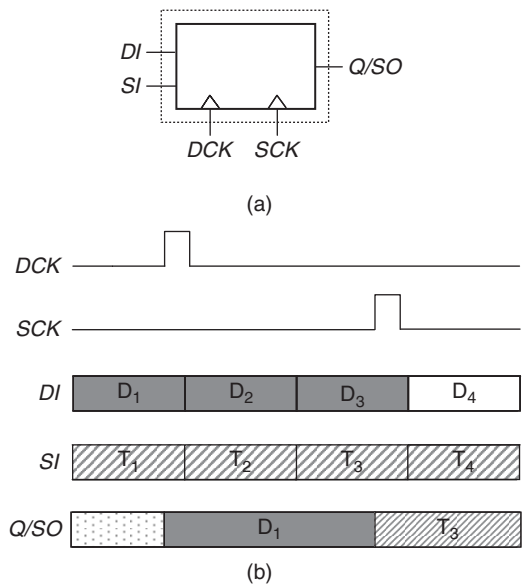 DI
SI
Q/SO
DCK
SCK
(a)
DCK
SCK
DI D₁ D₂ D₃ D₄
SI T₁ T₂ T₃ T₄
Q/SO D₁ T₃
(b)